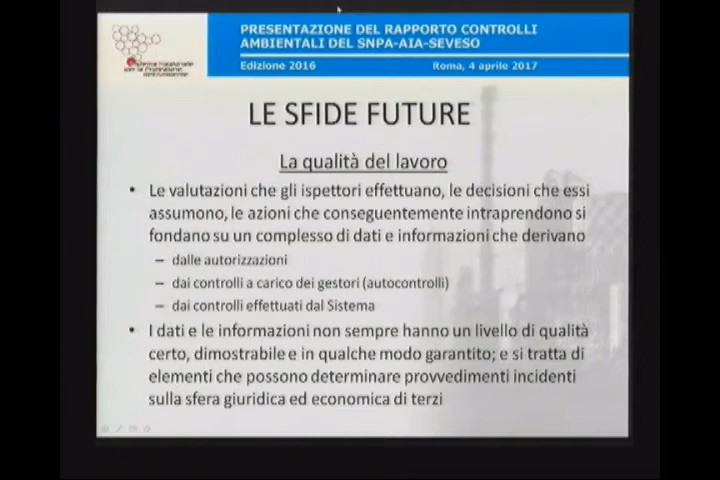 PRESENTAZIONE DEL RAPPORTO CONTROLLI
AMBIENTALI DEL SNPA-AIA-SEVESO
Edizione 2016 Roma, 4 aprile 2017
LE SFIDE FUTURE
La qualità del lavoro
• Le valutazioni che gli ispettori effettuano, le decisioni che essi
assumono, le azioni che conseguentemente intraprendono si
fondano su un complesso di dati e informazioni che derivano
– dalle autorizzazioni
– dai controlli a carico dei gestori (autocontrolli)
– dai controlli effettuati dal Sistema
• I dati e le informazioni non sempre hanno un livello di qualità
certo, dimostrabile e in qualche modo garantito; e si tratta di
elementi che possono determinare provvedimenti incidenti
sulla sfera giuridica ed economica di terzi